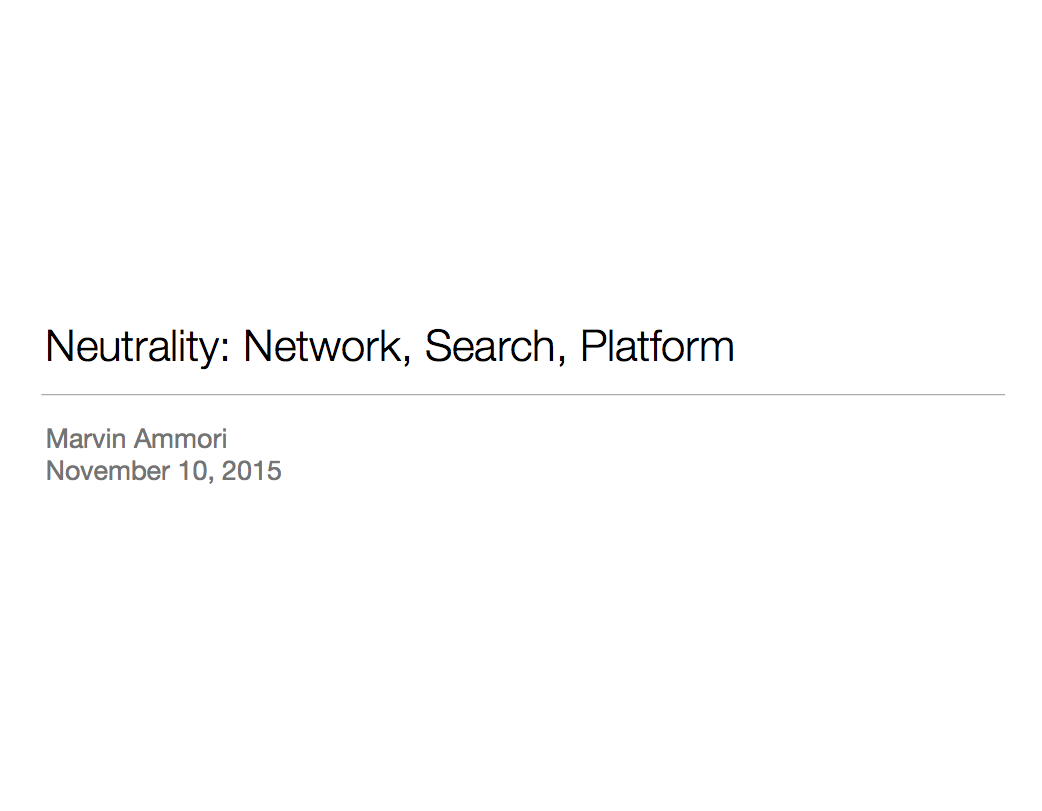 Neutrality: Network, Search, Platform
Marvin Ammori
November 10, 2015